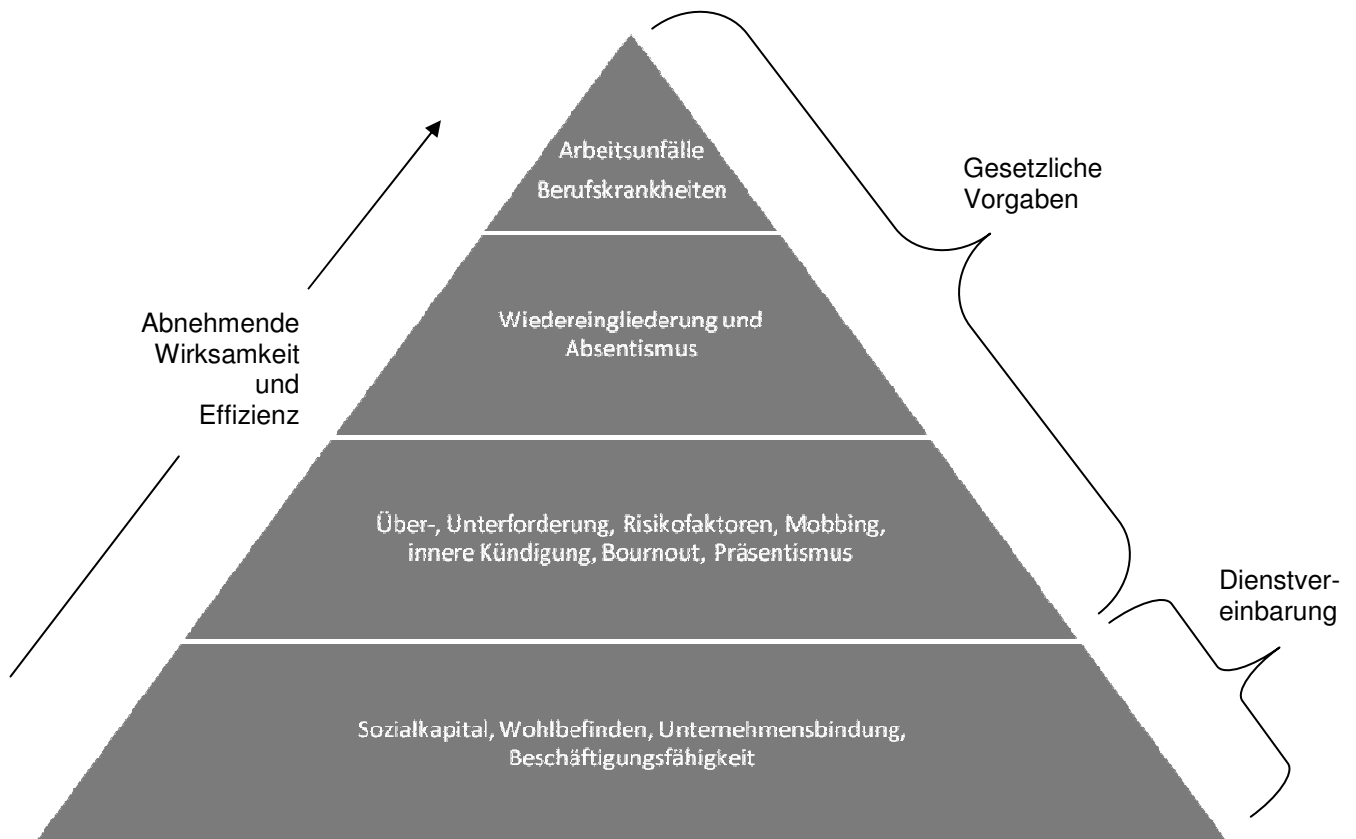 Arbeitsunfälle
Berufskrankheiten
Gesetzliche
Vorgaben
Wiedereingliederung und
Absentismus
Abnehmende
Wirksamkeit
und
Effizienz
Über-, Unterforderung, Risikofaktoren, Mobbing,
innere Kündigung, Bournout, Präsentismus
Dienstver-
einbarung
Sozialkapital, Wohlbefinden, Unternehmensbindung,
Beschäftigungsfähigkeit